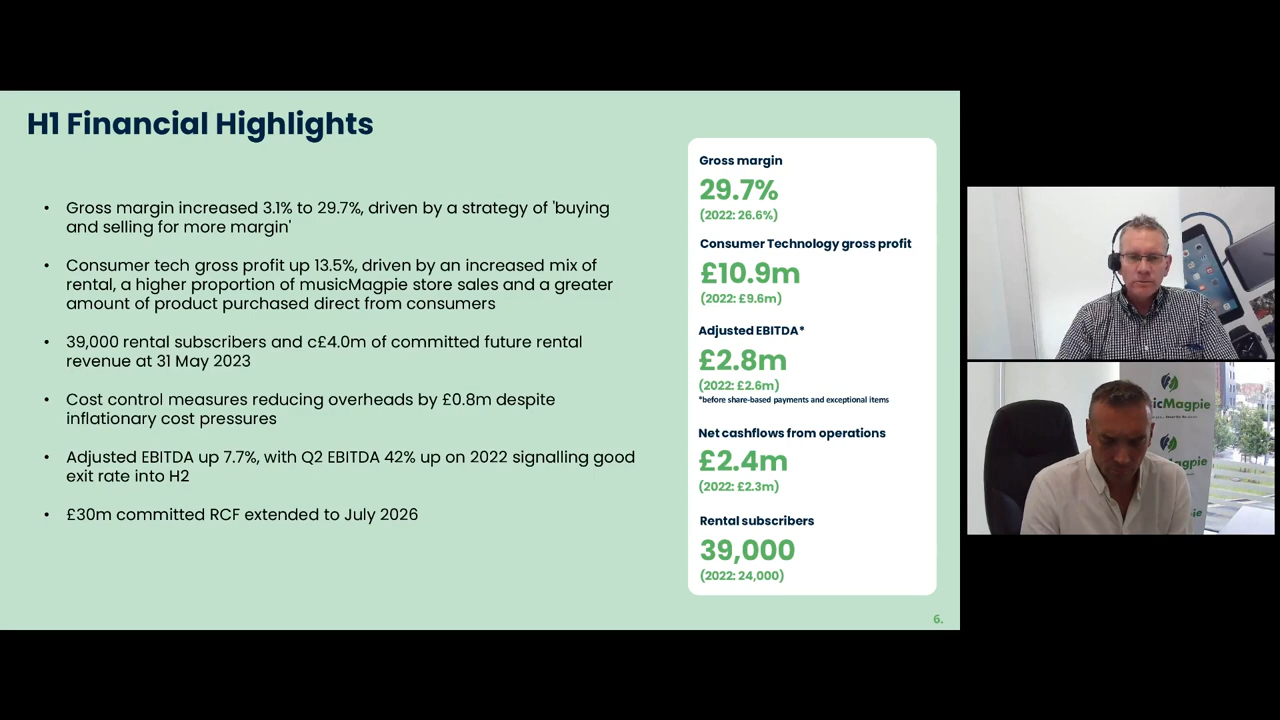 H1 Financial Highlights
• Gross margin increased 3.1% to 29.7%, driven by a strategy of 'buying
and selling for more margin'
• Consumer tech gross profit up 13.5%, driven by an increased mix of
rental, a higher proportion of musicMagpie store sales and a greater
amount of product purchased direct from consumers
• 39,000 rental subscribers and c£4.0m of committed future rental
revenue at 31 May 2023
• Cost control measures reducing overheads by £0.8m despite
inflationary cost pressures
• Adjusted EBITDA up 7.7%, with Q2 EBITDA 42% up on 2022 signalling good
exit rate into H2
• £30m committed RCF extended to July 2026
Gross margin
29.7%
(2022: 26.6%)
Consumer Technology gross profit
£10.9m
(2022: £9.6m)
Adjusted EBITDA*
£2.8m
(2022: £2.6m)
*before share-based payments and exceptional items
Net cashflows from operations
£2.4m
(2022: £2.3m)
Rental subscribers
39,000
(2022: 24,000)
6.
icMagpie
agpie
pie